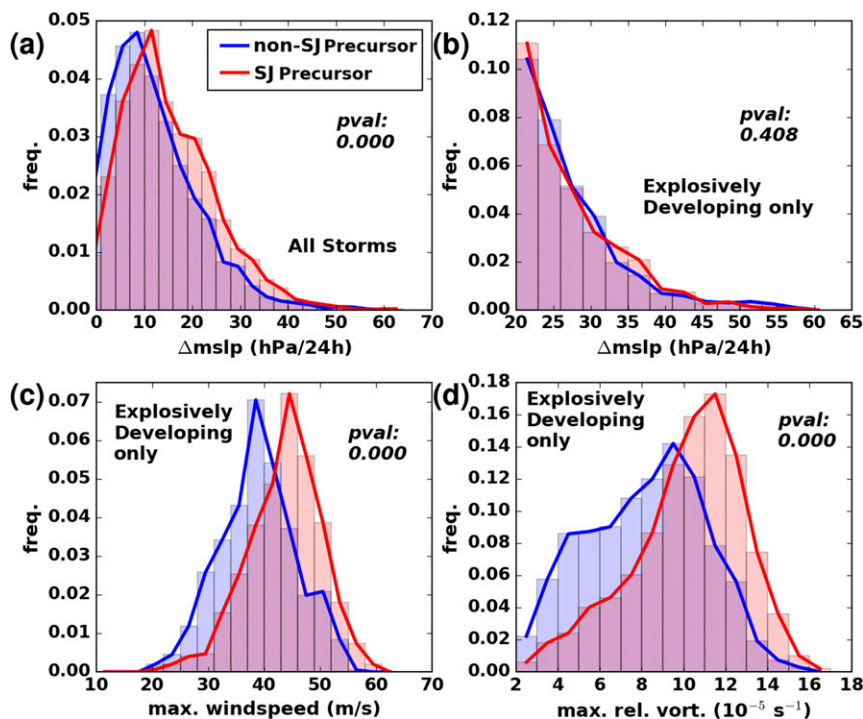 (a)
non-SJ Precursor
SJ Precursor
pval:
0.000
All Storms
freq.
0.05
0.04
0.03
0.02
0.01
0.00
0 10 20 30 40 50 60 70
Δmslp (hPa/24h)
(b)
pval:
0.408
Explosively
Developing only
freq.
0.12
0.10
0.08
0.06
0.04
0.02
0.00
20 25 30 35 40 45 50 55 60 65
Δmslp (hPa/24h)
(c)
Explosively
Developing
only
pval:
0.000
freq.
0.07
0.06
0.05
0.04
0.03
0.02
0.01
0.00
10 20 30 40 50 60 70
max. windspeed (m/s)
(d)
Explosively
Developing
only
pval:
0.000
freq.
0.18
0.16
0.14
0.12
0.10
0.08
0.06
0.04
0.02
0.00
2 4 6 8 10 12 14 16 18
max. rel. vort. (10⁻⁵ s⁻¹)